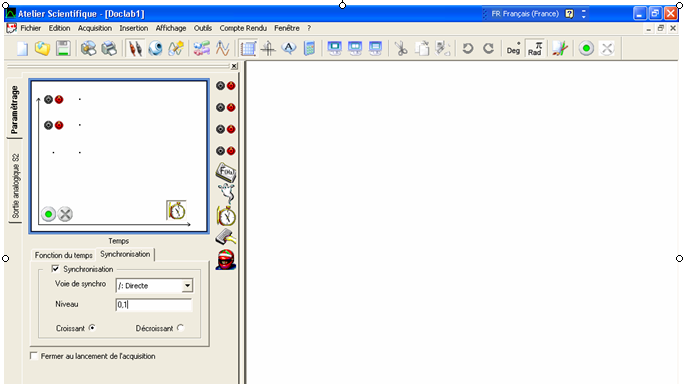 Atelier Scientifique - [Doclab1]
FR Français (France)
Fichier Edition Acquisition Insertion Affichage Outils Compte Rendu Fenêtre ?
Deg
π
Rad
Paramétrage
Sortie analogique S2
Temps
Fonction du temps Synchronisation
Synchronisation
Voie de synchro /: Directe
Niveau 0,1
Croissant Décroissant
Fermer au lancement de l'acquisition